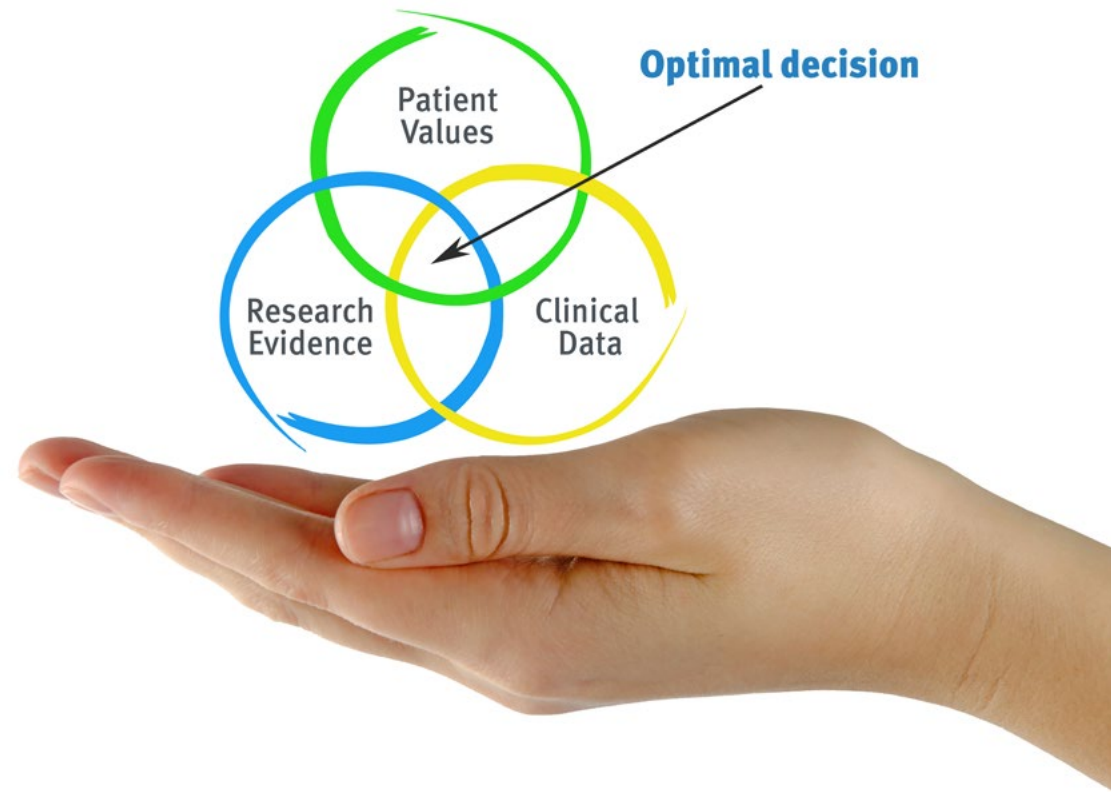 Optimal decision
Patient
Values
Research
Evidence
Clinical
Data